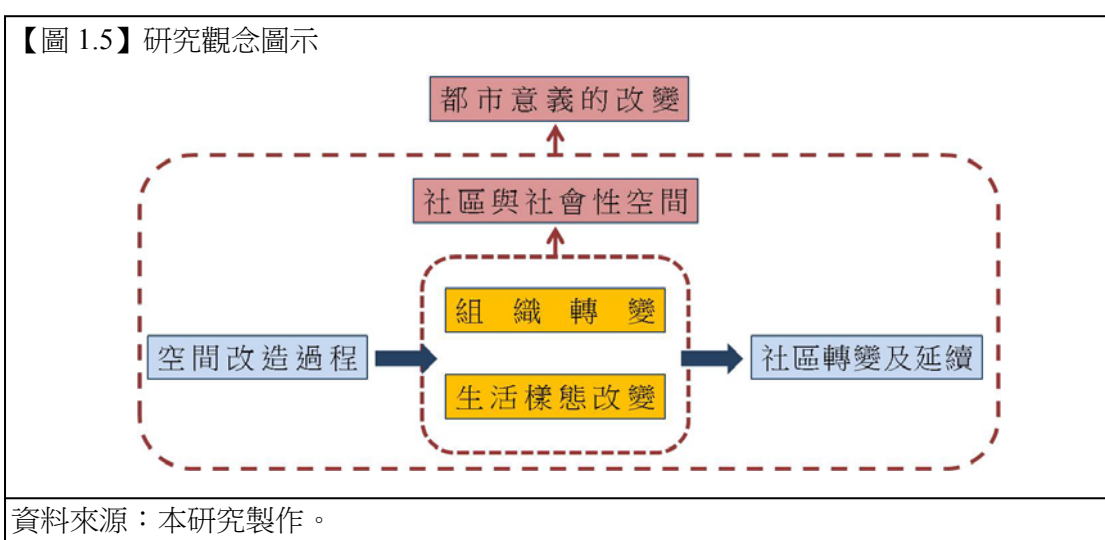 【圖 1.5】研究觀念圖示
都市意義的改變
社區與社會性空間
組織轉變
空間改造過程
社區轉變及延續
生活樣態改變
資料來源：本研究製作。